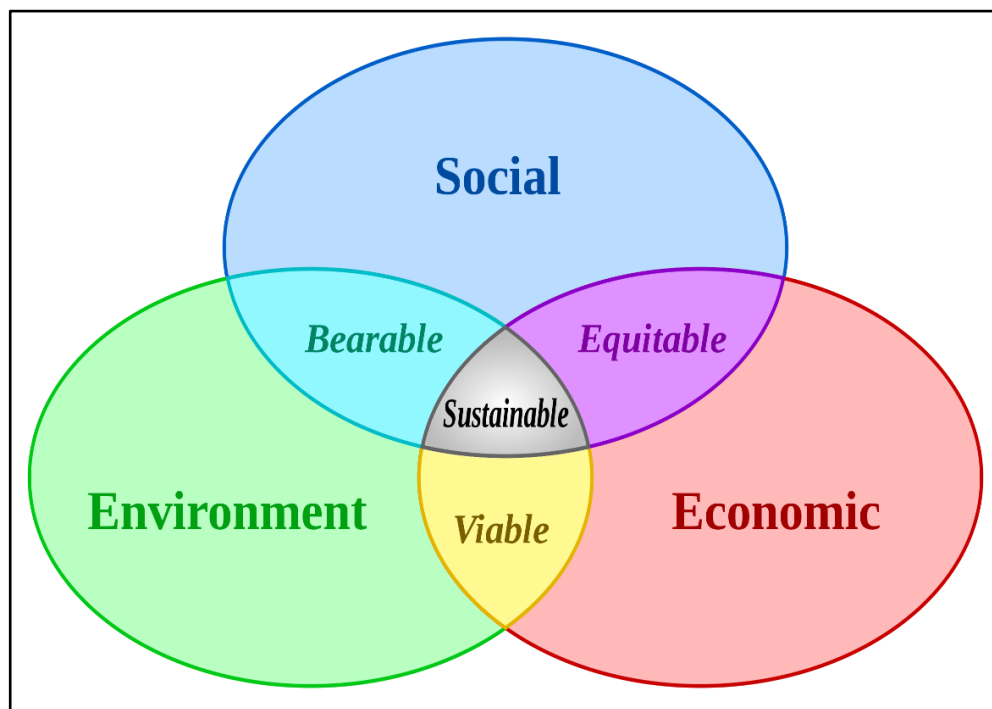 Social
Bearable
Equitable
Sustainable
Environment
Economic
Viable